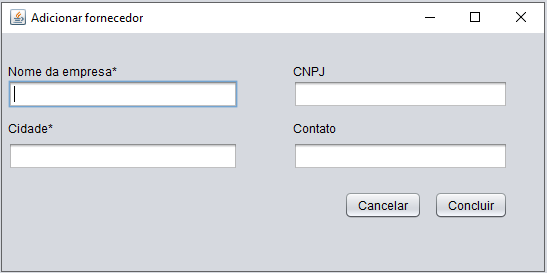 Adicionar fornecedor
Nome da empresa* CNPJ
Cidade* Contato
Cancelar Concluir